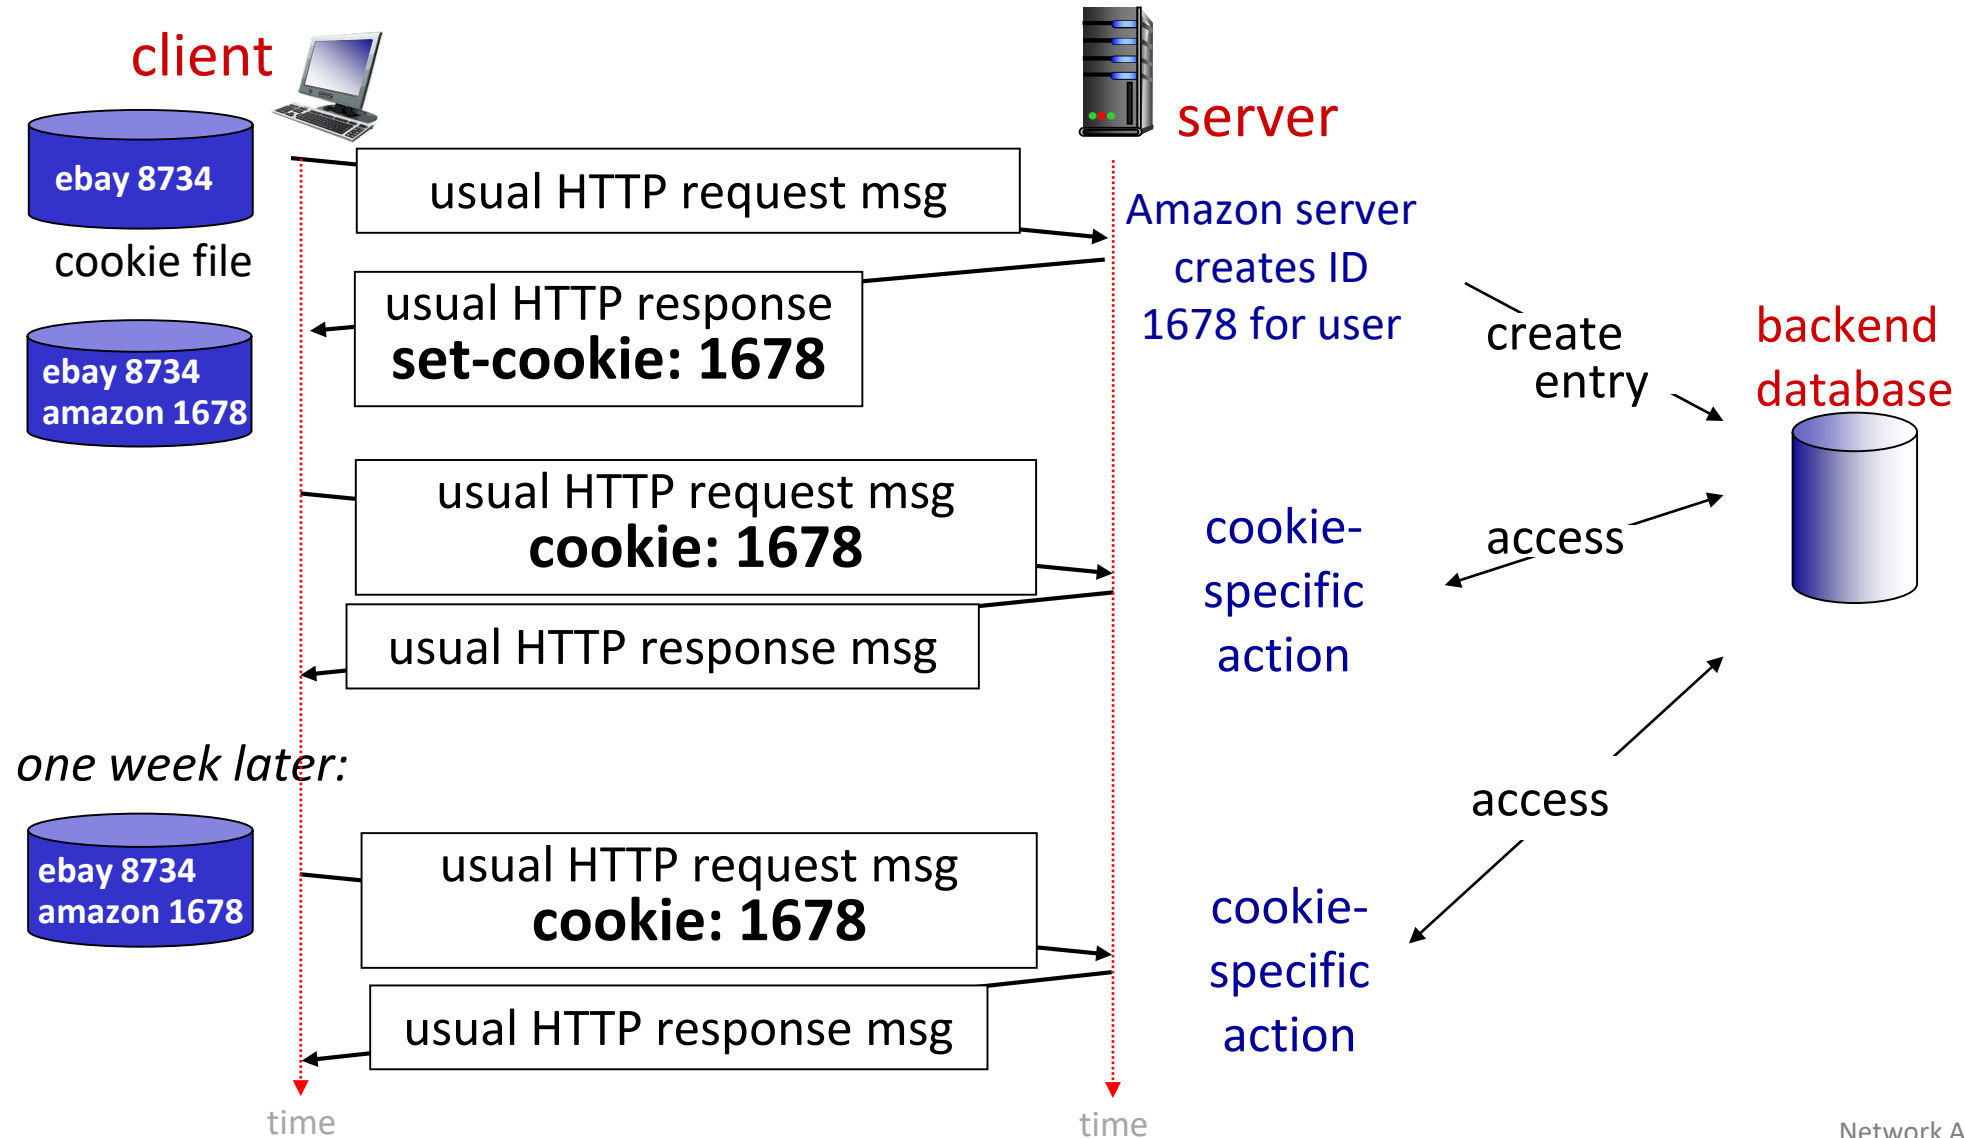 client
server
ebay 8734
usual HTTP request msg
Amazon server
creates ID
1678 for user
cookie file
usual HTTP response
set-cookie: 1678
create
entry
backend
database
ebay 8734
amazon 1678
usual HTTP request msg
cookie: 1678
cookie-
specific
action
access
usual HTTP response msg
one week later:
access
ebay 8734
amazon 1678
usual HTTP request msg
cookie: 1678
cookie-
specific
action
usual HTTP response msg
time
time
Network A